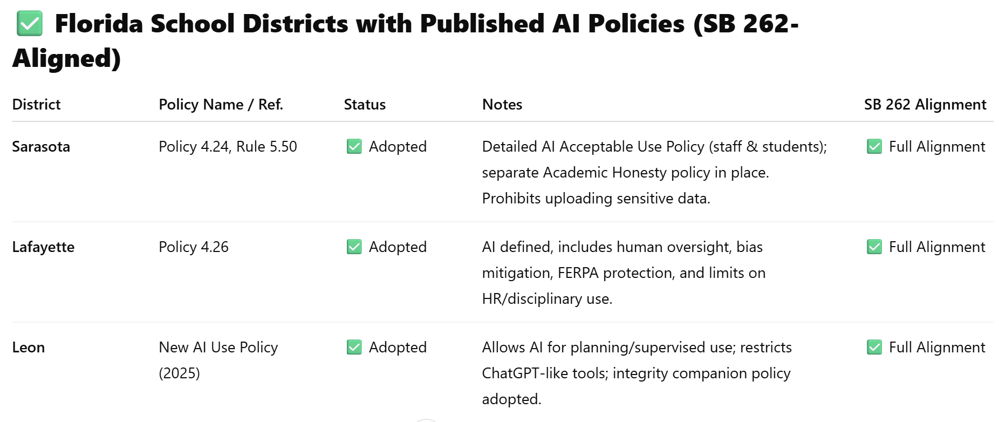 ✅ Florida School Districts with Published AI Policies (SB 262-
Aligned)
District Policy Name / Ref. Status Notes SB 262 Alignment
Sarasota Policy 4.24, Rule 5.50 ✅ Adopted Detailed AI Acceptable Use Policy (staff & students); ✅ Full Alignment
separate Academic Honesty policy in place.
Prohibits uploading sensitive data.
Lafayette Policy 4.26 ✅ Adopted AI defined, includes human oversight, bias ✅ Full Alignment
mitigation, FERPA protection, and limits on
HR/disciplinary use.
Leon New AI Use Policy ✅ Adopted Allows AI for planning/supervised use; restricts ✅ Full Alignment
(2025) ChatGPT-like tools; integrity companion policy
adopted.